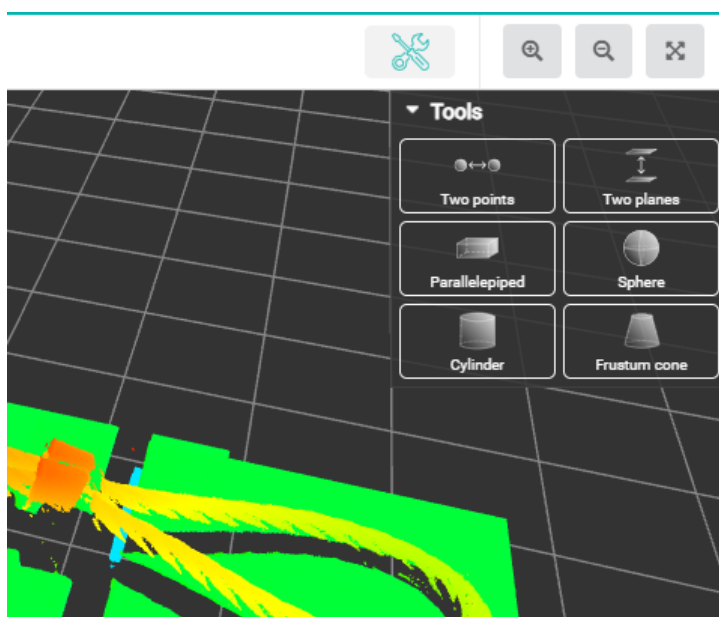 Tools
Two points
Two planes
Parallelepiped
Sphere
Cylinder
Frustum cone